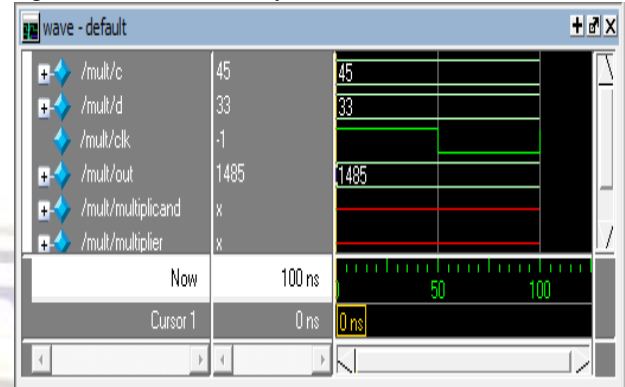 wave - default
/mult/c 45 45
/mult/d 33 33
/mult/clk -1
/mult/out 1485 1485
/mult/multiplicand x
/mult/multiplier x
Now 100 ns 50 100
Cursor 1 0 ns 0 ns